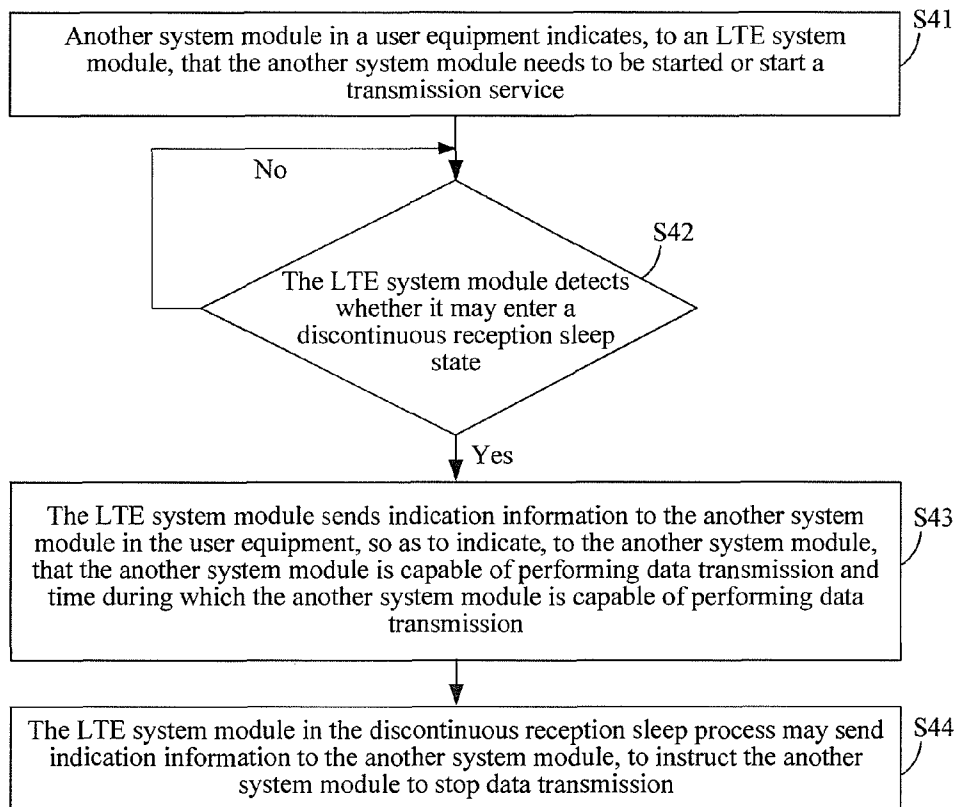 Another system module in a user equipment indicates, to an LTE system
module, that the another system module needs to be started or start a
transmission service
S41
No
S42
The LTE system module detects
whether it may enter a
discontinuous reception sleep
state
Yes
The LTE system module sends indication information to the another system
module in the user equipment, so as to indicate, to the another system module,
that the another system module is capable of performing data transmission and
time during which the another system module is capable of performing data
transmission
S43
The LTE system module in the discontinuous reception sleep process may send
indication information to the another system module, to instruct the another
system module to stop data transmission
S44